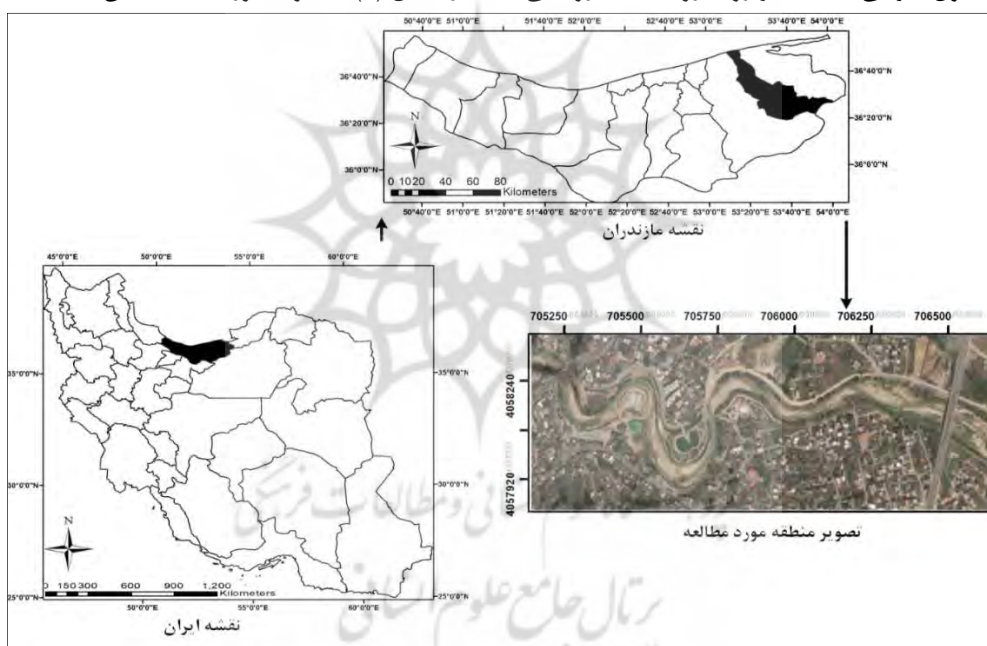 50°40'0"E 51°0'0"E 51°40'0"E 52°0'0"E 52°40'0"E 53°0'0"E 53°40'0"E 54°0'0"E
36°40'0"N 36°40'0"N
36°20'0"N 36°20'0"N
36°0'0"N 36°6'0"N
N
0 10 20 40 60 80
Kilometers
50°40'0"E 51°0'0"E 51°40'0"E 52°0'0"E 52°20'0"E 52°40'0"E 53°0'0"E 53°20'0"E 53°40'0"E 54°0'0"E
نقشه مازندران
45°0'0"E 50°0'0"E 55°0'0"E 60°0'0"E
35°0'0"N 35°0'0"N
30°0'0"N 30°0'0"N
25°0'0"N 25°0'0"N
N
0 150 300 600 900 1,200
Kilometers
50°0'0"E 55°0'0"E 60°0'0"E
نقشه ایران
705250 705500 705750 706000 706250 706500
4058240
4057920
تصویر منطقه مورد مطالعه
پرتال جامع علوم انسانی